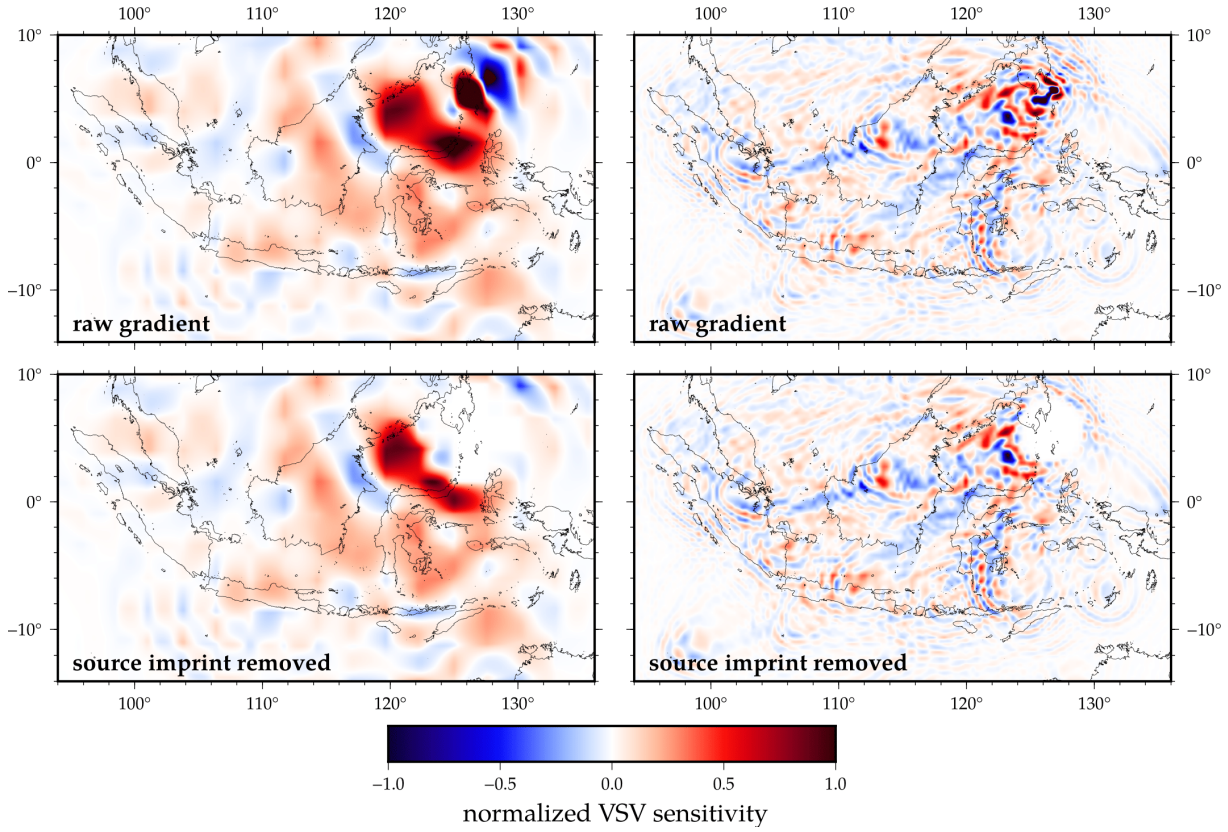 100° 110° 120° 130° 100° 110° 120° 130°
10° 10°
0° 0°
−10° −10°
raw gradient raw gradient
10° 10°
0° 0°
−10° −10°
source imprint removed source imprint removed
100° 110° 120° 130° 100° 110° 120° 130°
−1.0 −0.5 0.0 0.5 1.0
normalized VSV sensitivity